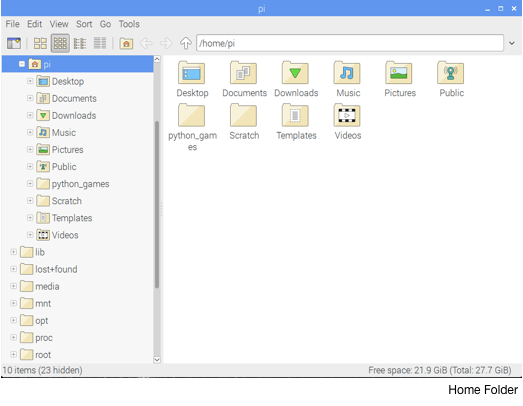 pi
File Edit View Sort Go Tools
/home/pi
pi
Desktop
Documents
Downloads
Music
Pictures
Public
python_games
Scratch
Templates
Videos
lib
lost+found
media
mnt
opt
proc
root
Desktop Documents Downloads Music Pictures Public
python_gam
es
Scratch Templates Videos
10 items (23 hidden) Free space: 21.9 GiB (Total: 27.7 GiB)
Home Folder